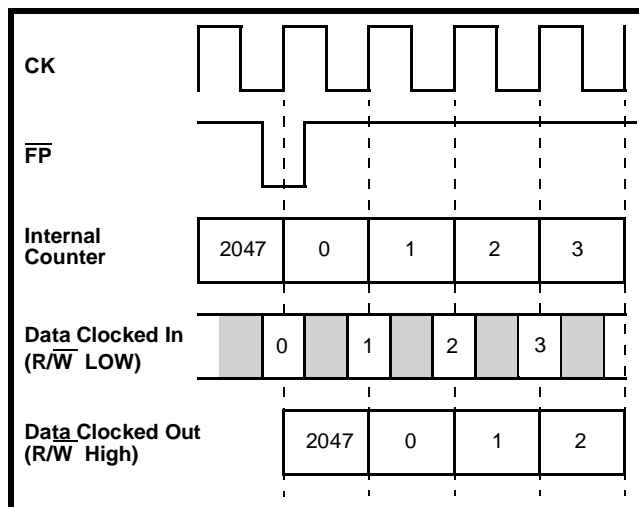 CK
F̅P̅
Internal
Counter
2047 0 1 2 3
Data Clocked In
(R/W̅ LOW)
0 1 2 3
Data Clocked Out
(R/W̅ High)
2047 0 1 2